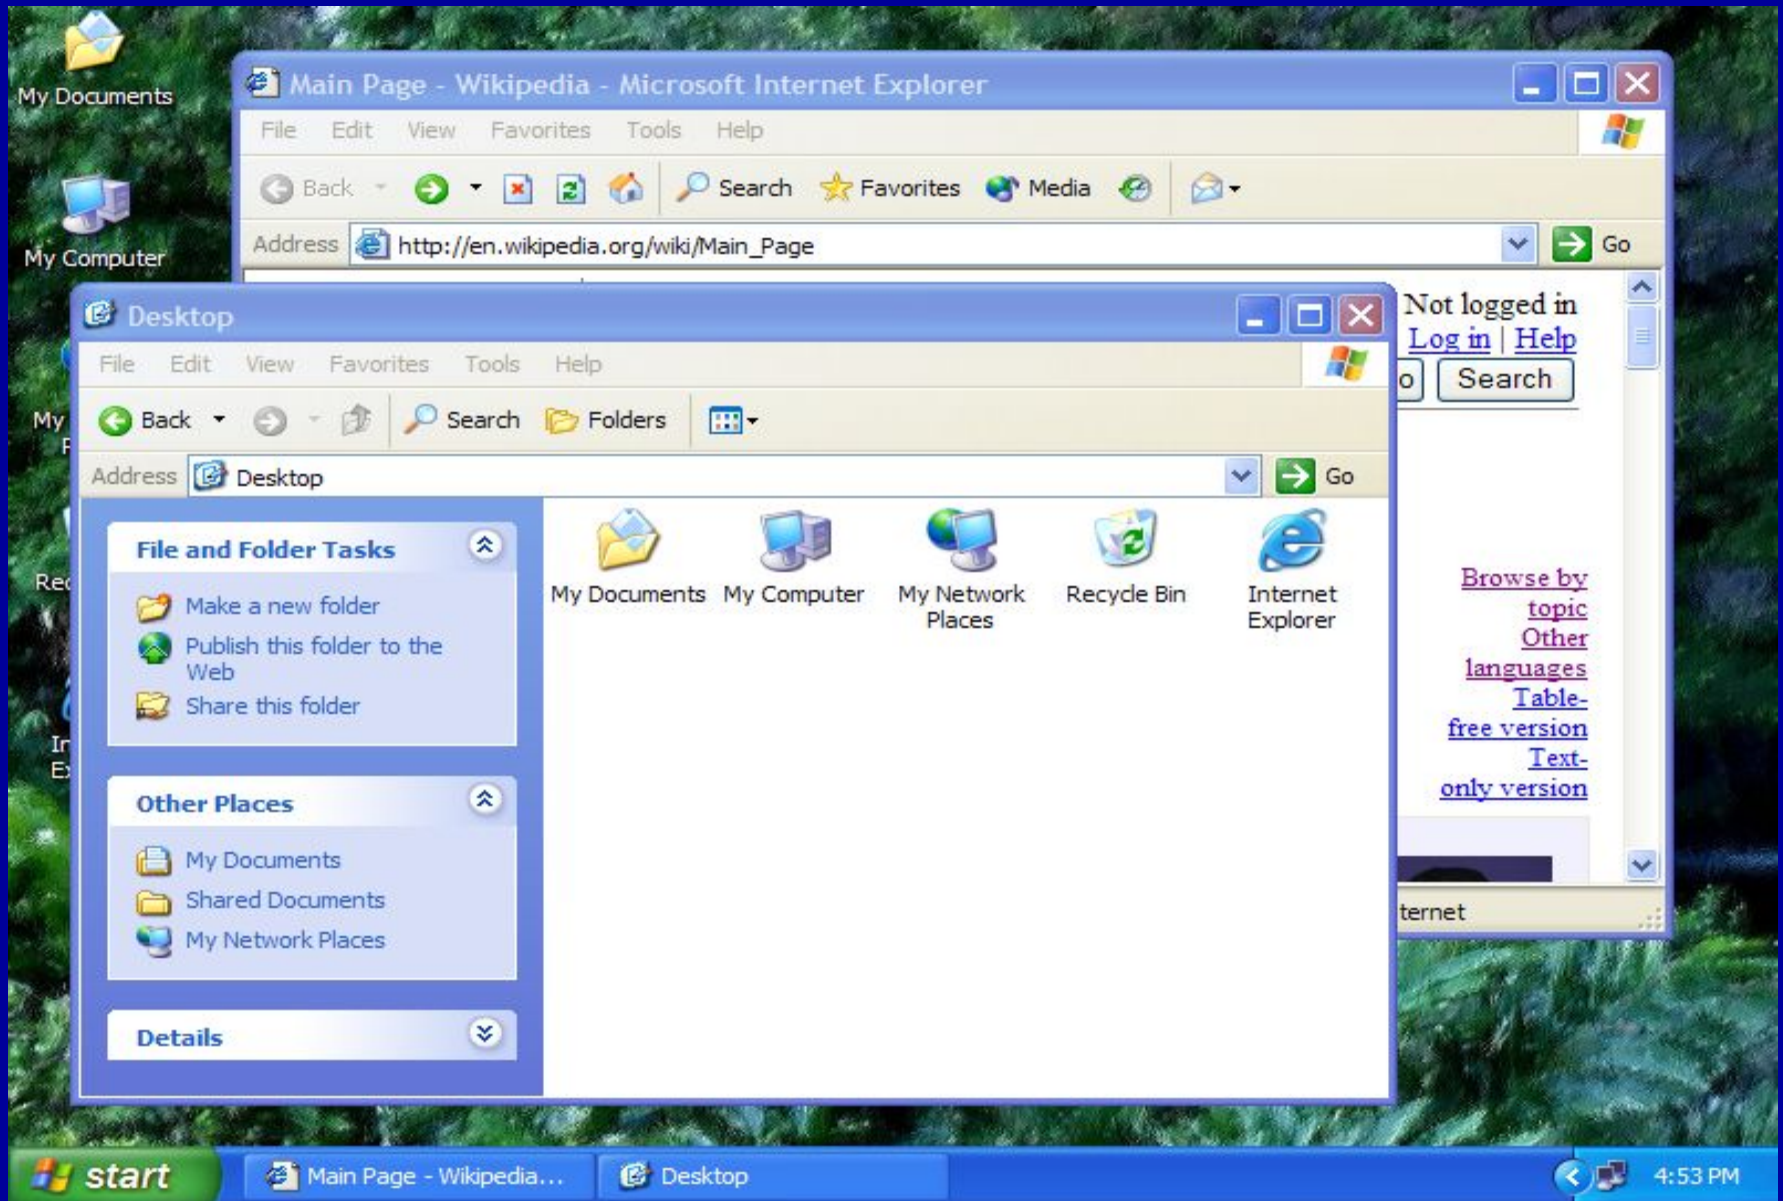 My Documents
My Computer
My
Main Page - Wikipedia - Microsoft Internet Explorer
File Edit View Favorites Tools Help
Back Search Favorites Media
Address http://en.wikipedia.org/wiki/Main_Page Go
Not logged in
Log in | Help
Search
Browse by
topic
Other
languages
Table-
free version
Text-
only version
Desktop
File Edit View Favorites Tools Help
Back Search Folders
Address Desktop Go
File and Folder Tasks
Make a new folder
Publish this folder to the
Web
Share this folder
Other Places
My Documents
Shared Documents
My Network Places
Details
My Documents My Computer My Network Recycle Bin Internet
Places Explorer
start Main Page - Wikipedia... Desktop 4:53 PM